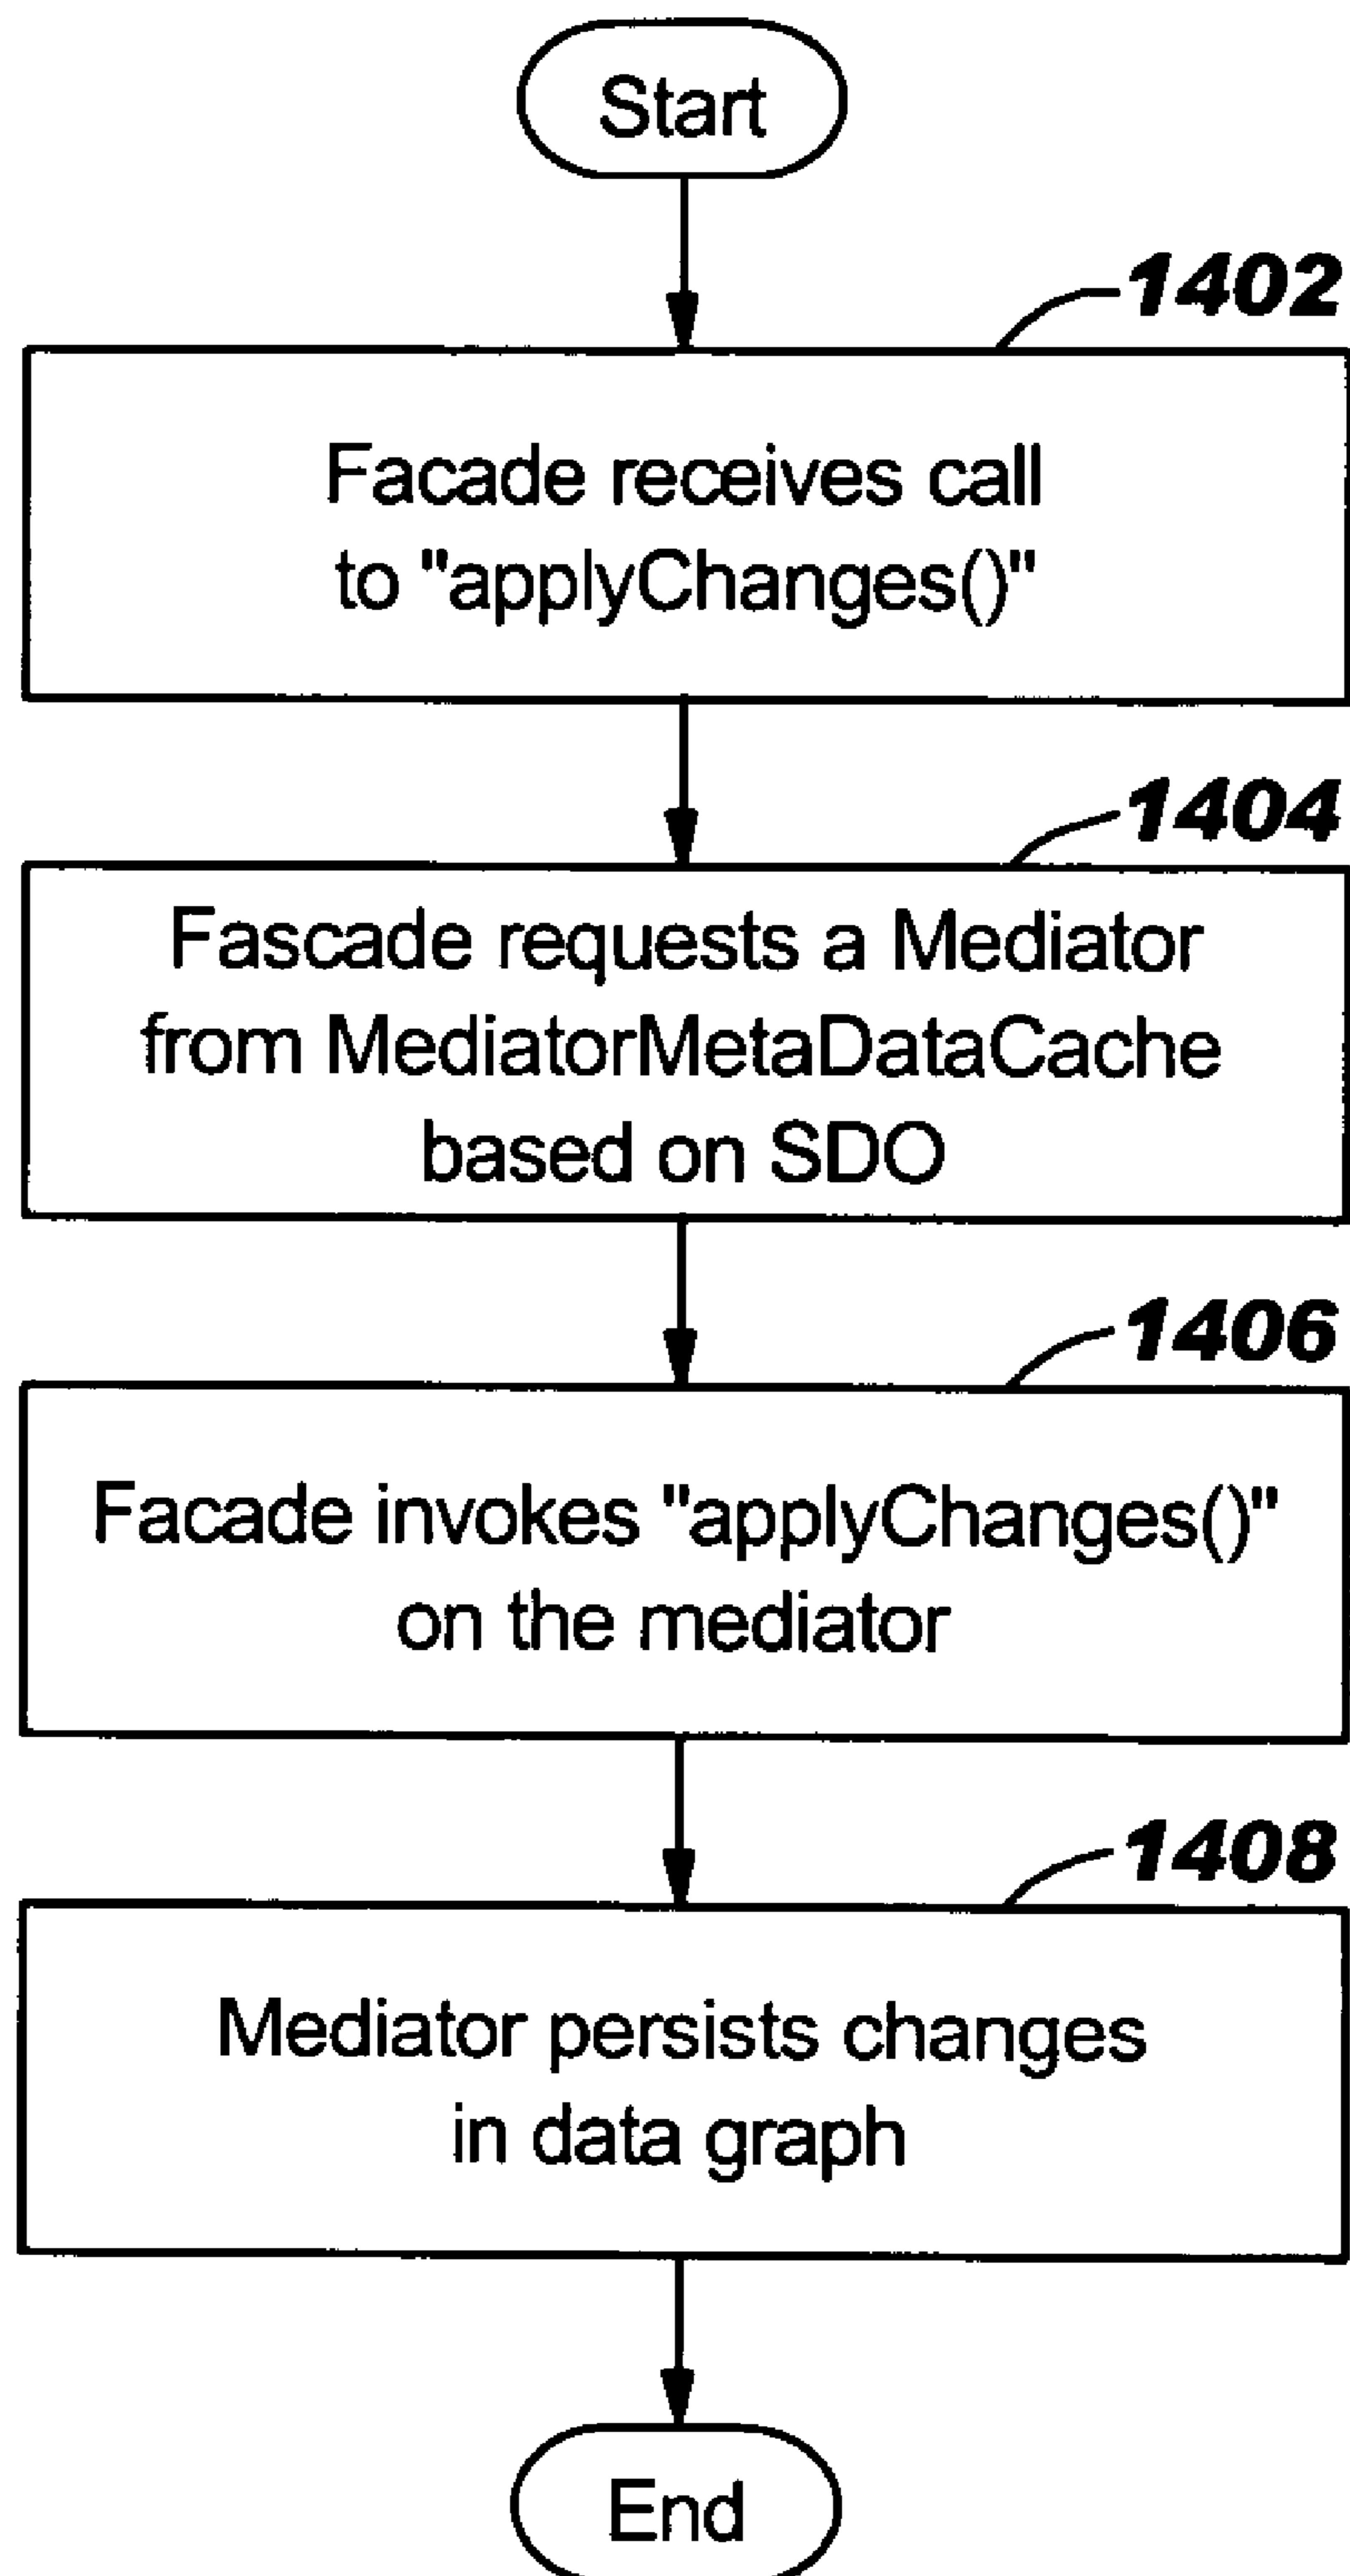 Start
1402
Facade receives call
to "applyChanges()"
1404
Fascade requests a Mediator
from MediatorMetaDataCache
based on SDO
1406
Facade invokes "applyChanges()"
on the mediator
1408
Mediator persists changes
in data graph
End